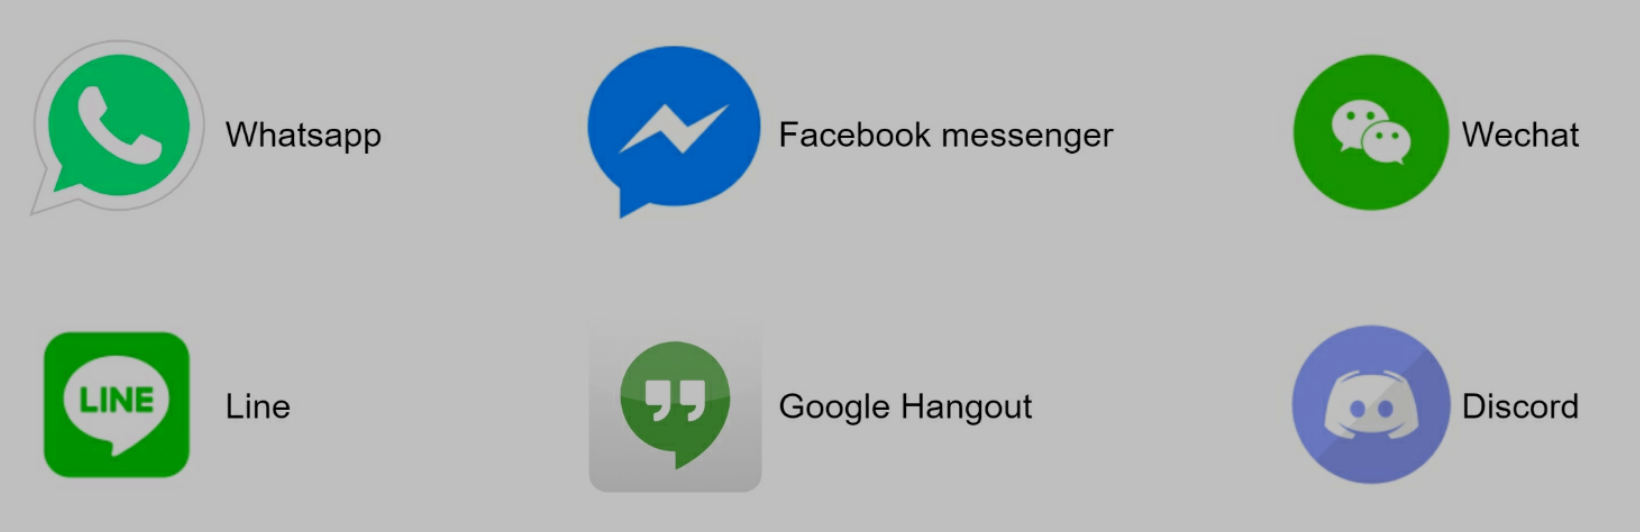 Whatsapp
Facebook messenger
Wechat
LINE
Line
Google Hangout
Discord